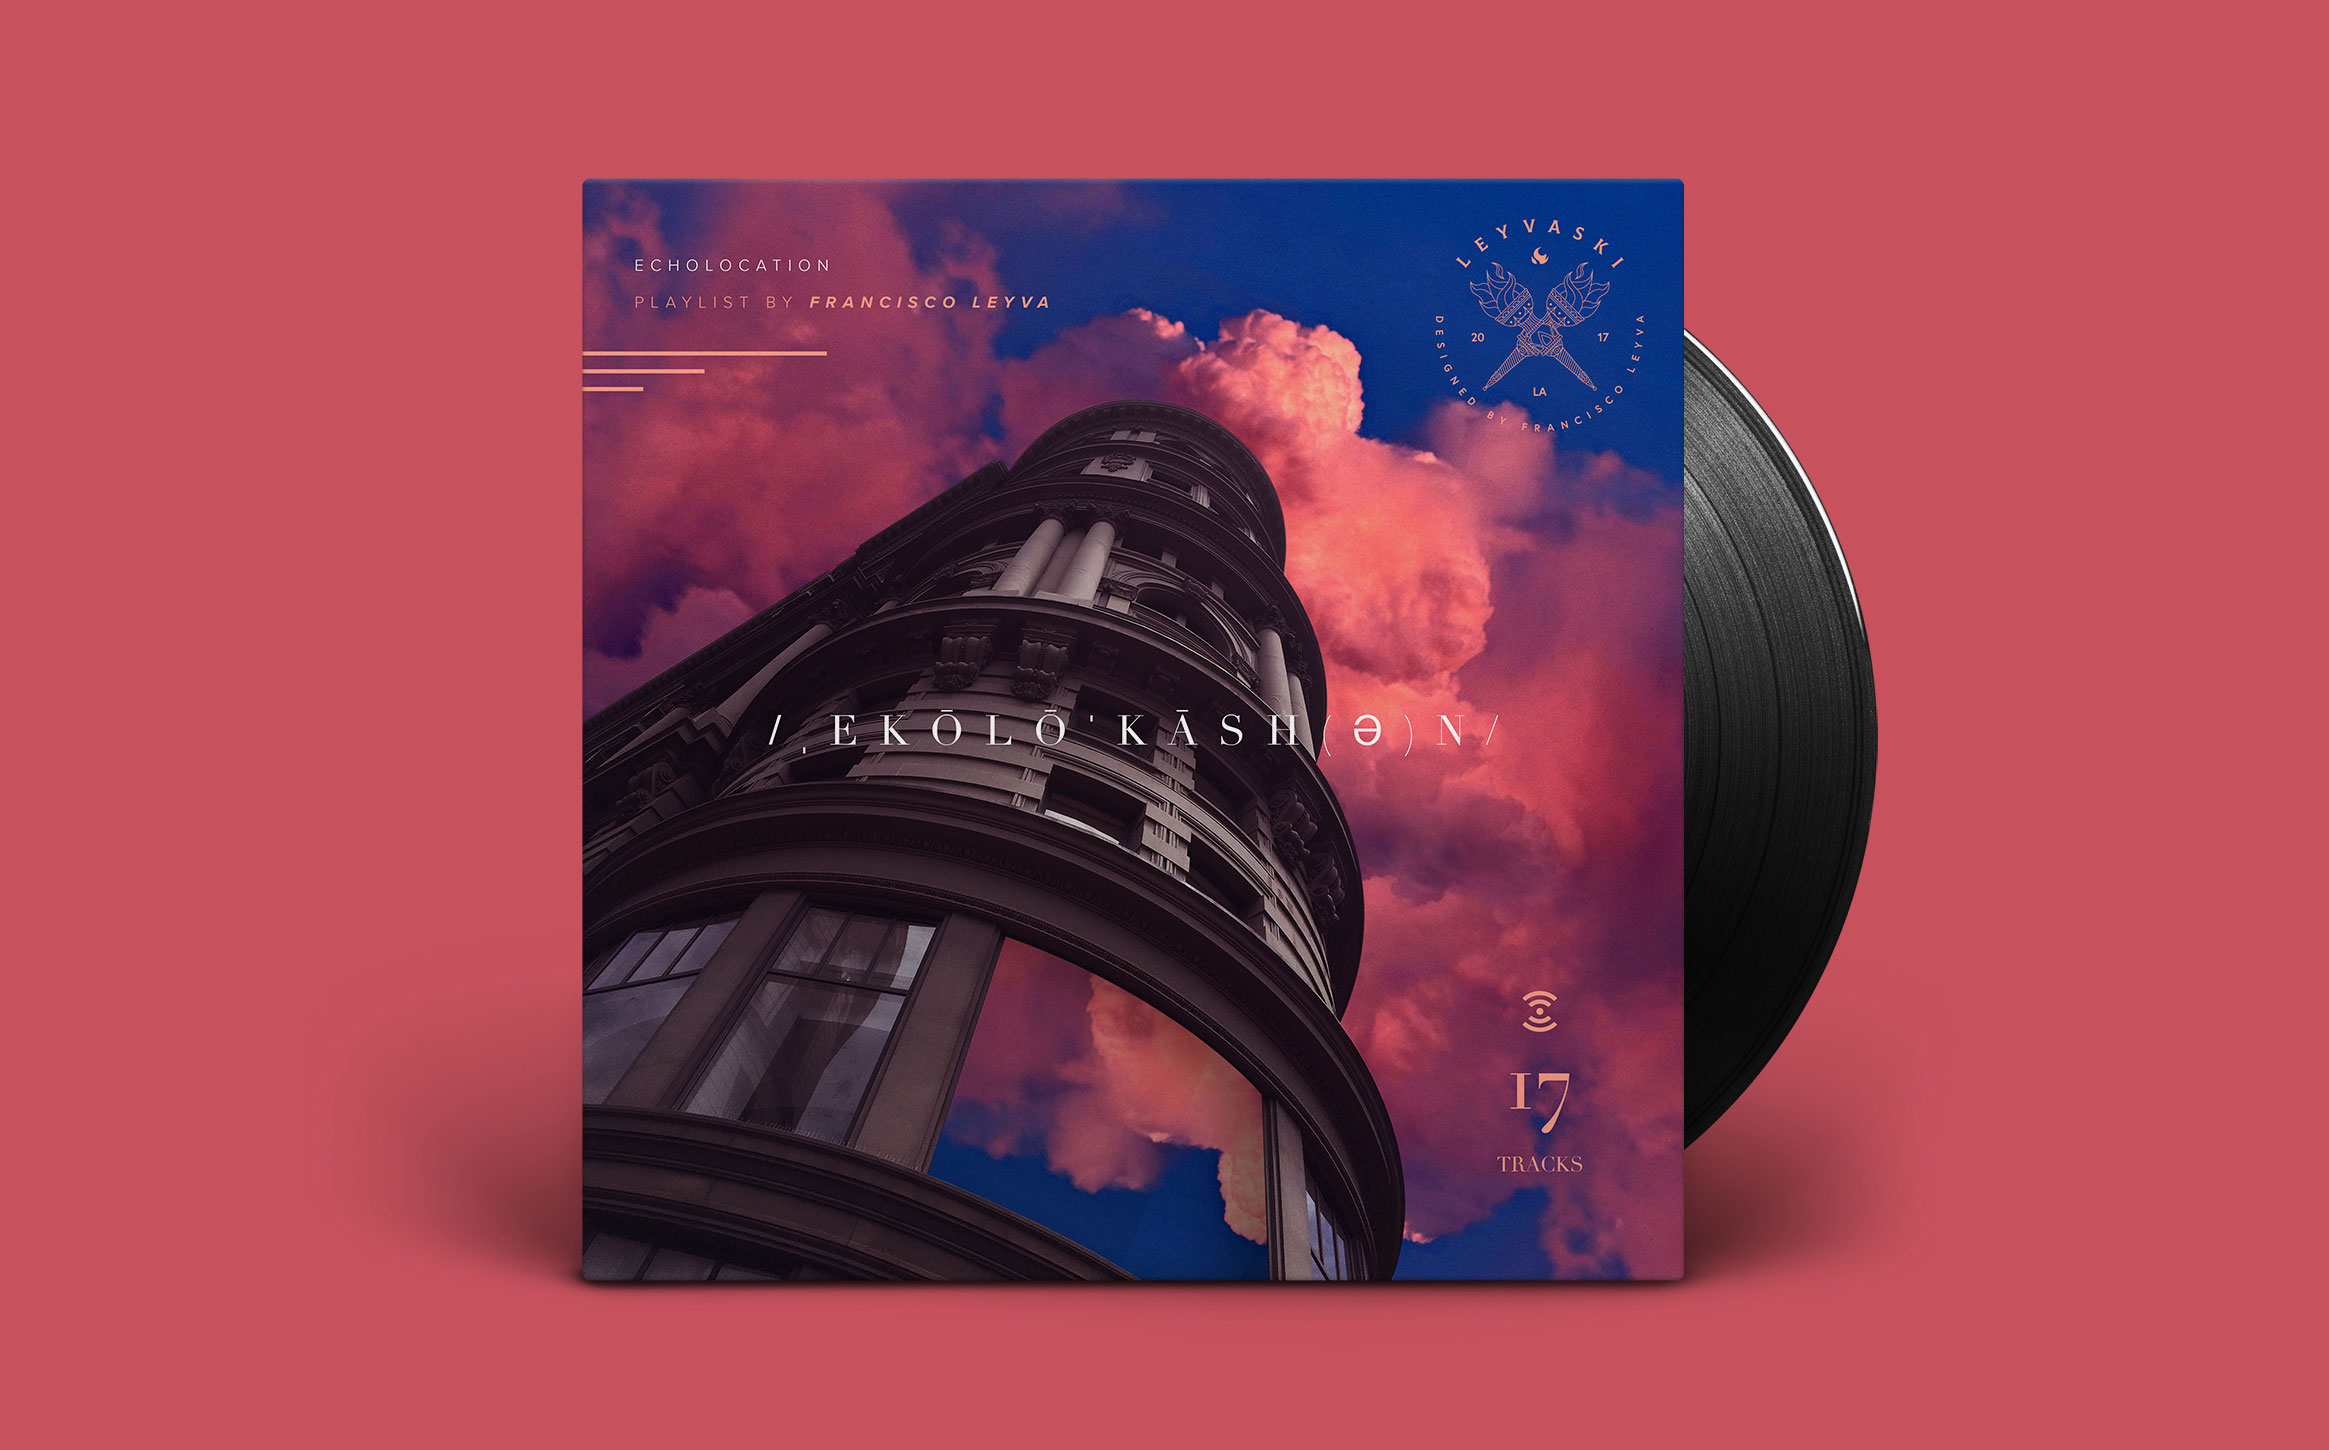 ECHOLOCATION
PLAYLIST BY FRANCISCO LEYVA
LEYVASKI
20 17
LA
DESIGNED BY FRANCISCO LEYVA
/ˌEKŌLŌˈKĀSH(Ə)N/
17
TRACKS